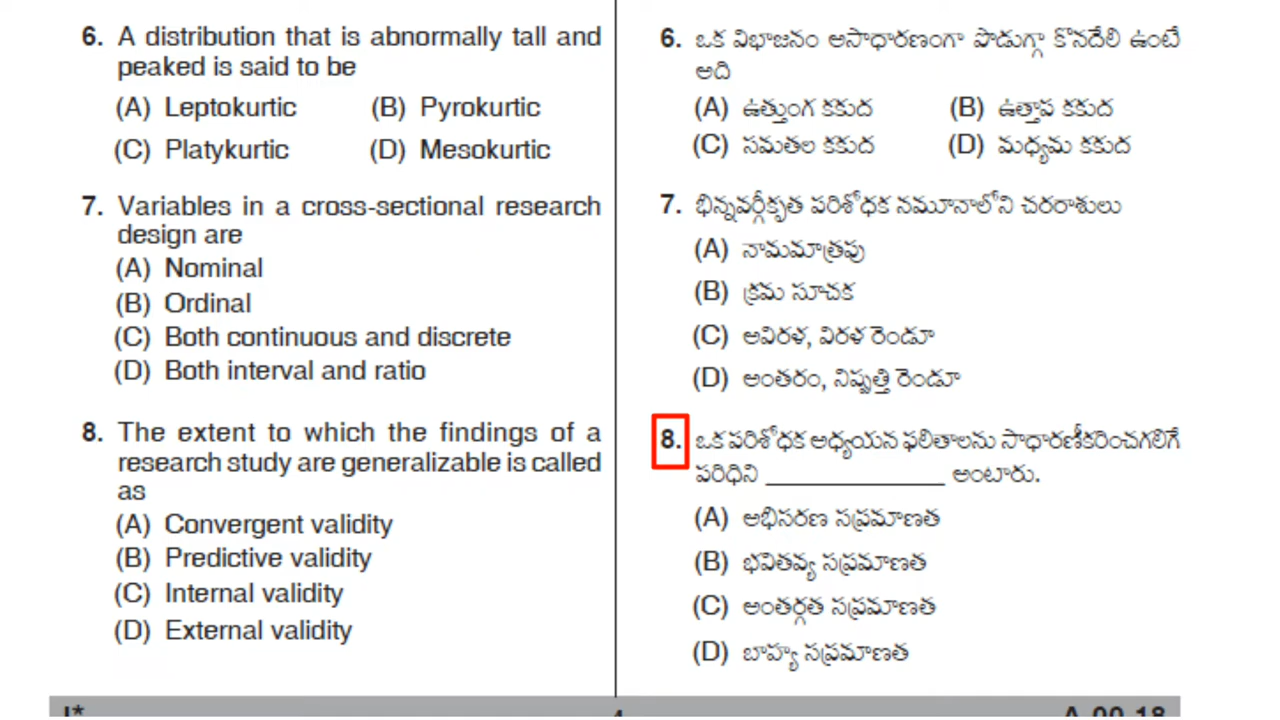 6. A distribution that is abnormally tall and
peaked is said to be
(A) Leptokurtic (B) Pyrokurtic
(C) Platykurtic (D) Mesokurtic
7. Variables in a cross-sectional research
design are
(A) Nominal
(B) Ordinal
(C) Both continuous and discrete
(D) Both interval and ratio
8. The extent to which the findings of a
research study are generalizable is called
as
(A) Convergent validity
(B) Predictive validity
(C) Internal validity
(D) External validity
6. ఒక విభాజనం అసాధారణంగా పొడుగ్గా కొనదేలి ఉంటే
అది
(A) ఉత్తుంగ కకుద (B) ఉత్తాప కకుద
(C) సమతల కకుద (D) మధ్యమ కకుద
7. భిన్నవర్గీకృత పరిశోధక నమూనాలోని చరరాశులు
(A) నామమాత్రపు
(B) క్రమ సూచక
(C) అవిరళ, విరళ రెండూ
(D) అంతరం, నిష్పత్తి రెండూ
8. ఒక పరిశోధక అధ్యయన ఫలితాలను సాధారణీకరించగలిగే
పరిధిని ______________ అంటారు.
(A) అభిసరణ సప్రమాణత
(B) భవితవ్య సప్రమాణత
(C) అంతర్గత సప్రమాణత
(D) బాహ్య సప్రమాణత
I* 4 A-00-18